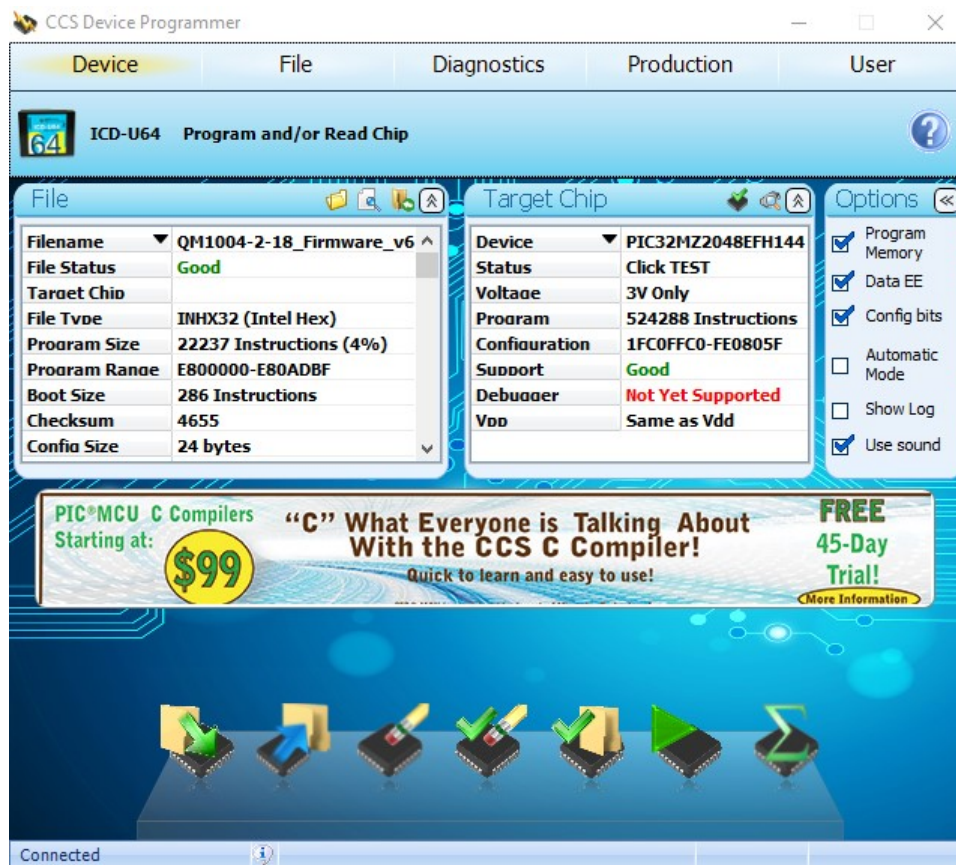 CCS Device Programmer
Device File Diagnostics Production User
64
ICD-U64 Program and/or Read Chip
?
File
Filename QM1004-2-18_Firmware_v6
File Status Good
Target Chip
File Type INHX32 (Intel Hex)
Program Size 22237 Instructions (4%)
Program Range E800000-E80ADBF
Boot Size 286 Instructions
Checksum 4655
Config Size 24 bytes
Target Chip
Device PIC32MZ2048EFH144
Status Click TEST
Voltage 3V Only
Program 524288 Instructions
Configuration 1FC0FFC0-FE0805F
Support Good
Debugger Not Yet Supported
Vpp Same as Vdd
Options
Program
Memory
Data EE
Config bits
Automatic
Mode
Show Log
Use sound
PIC®MCU C Compilers
Starting at:
$99
“C” What Everyone is Talking About
With the CCS C Compiler!
Quick to learn and easy to use!
FREE
45-Day
Trial!
More Information
Connected